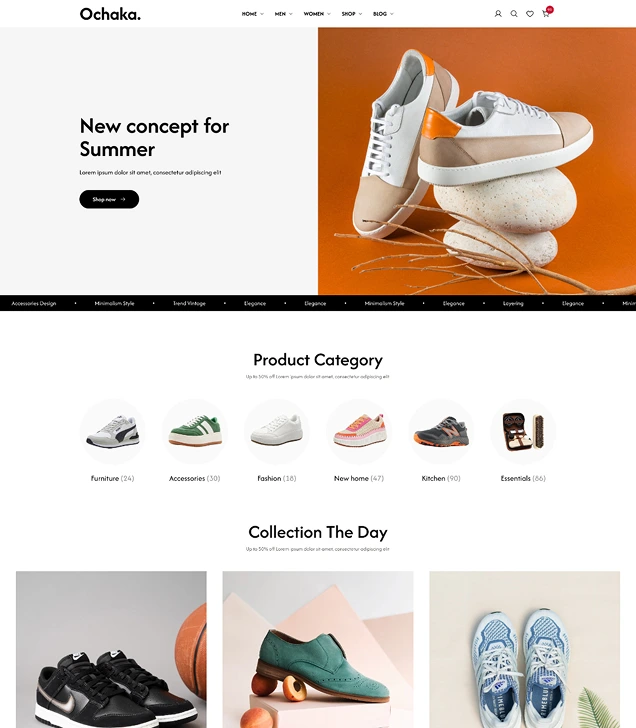 Ochaka.
HOME MEN WOMEN SHOP BLOG
New concept for
Summer
Lorem ipsum dolor sit amet, consectetur adipiscing elit
Shop now
Accessories Design • Minimalism Style • Trend Vintage • Elegance • Elegance • Minimalism Style • Elegance • Layering • Elegance • Minim
Product Category
Up to 50% off Lorem ipsum dolor sit amet, consectetur adipiscing elit
Furniture (24) Accessories (30) Fashion (18) New home (47) Kitchen (90) Essentials (86)
Collection The Day
Up to 50% off Lorem ipsum dolor sit amet, consectetur adipiscing elit